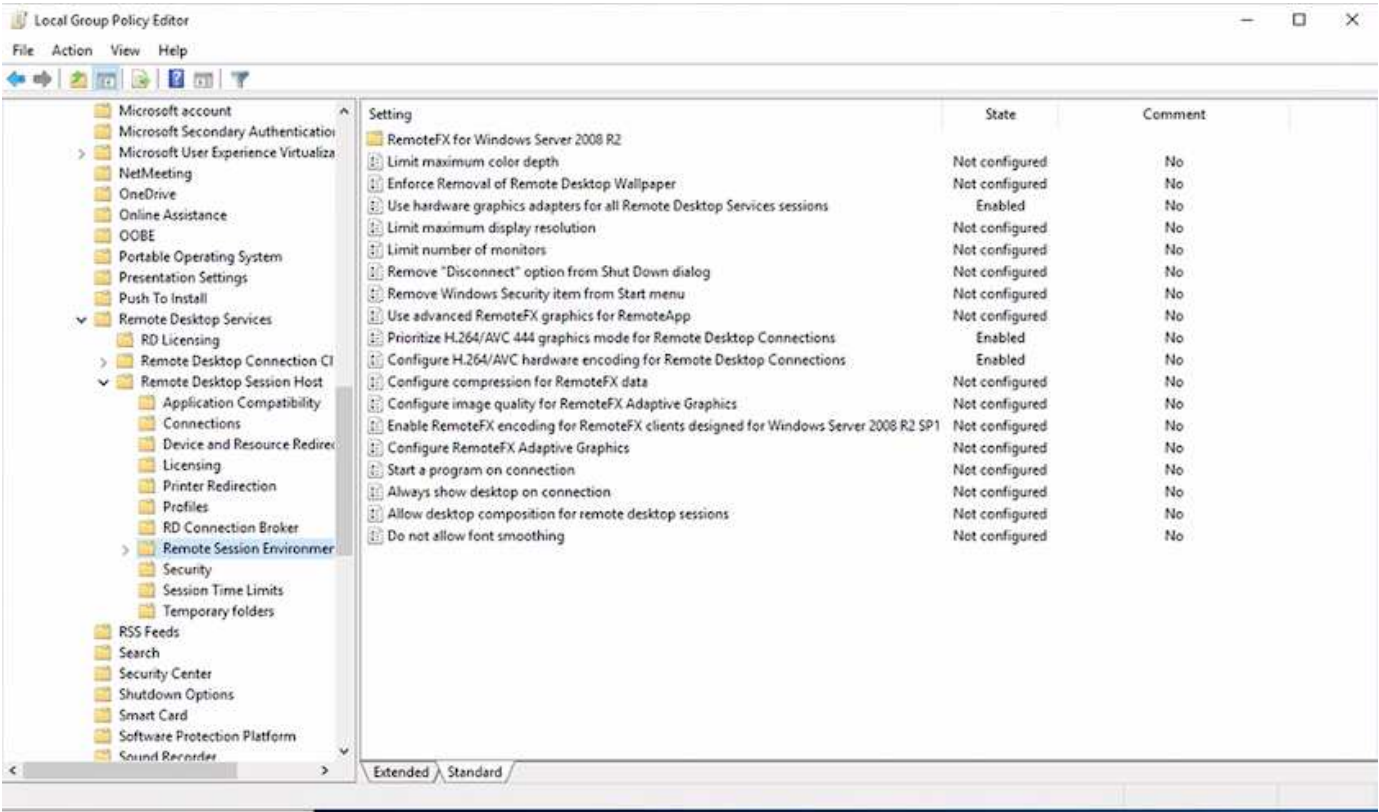 Local Group Policy Editor
File Action View Help
Microsoft account
Microsoft Secondary Authentication
Microsoft User Experience Virtualiza
NetMeeting
OneDrive
Online Assistance
OOBE
Portable Operating System
Presentation Settings
Push To Install
Remote Desktop Services
RD Licensing
Remote Desktop Connection Cl
Remote Desktop Session Host
Application Compatibility
Connections
Device and Resource Redirec
Licensing
Printer Redirection
Profiles
RD Connection Broker
Remote Session Environmen
Security
Session Time Limits
Temporary folders
RSS Feeds
Search
Security Center
Shutdown Options
Smart Card
Software Protection Platform
Sound Recorder
Setting State Comment
RemoteFX for Windows Server 2008 R2
Limit maximum color depth Not configured No
Enforce Removal of Remote Desktop Wallpaper Not configured No
Use hardware graphics adapters for all Remote Desktop Services sessions Enabled No
Limit maximum display resolution Not configured No
Limit number of monitors Not configured No
Remove "Disconnect" option from Shut Down dialog Not configured No
Remove Windows Security item from Start menu Not configured No
Use advanced RemoteFX graphics for RemoteApp Not configured No
Prioritize H.264/AVC 444 graphics mode for Remote Desktop Connections Enabled No
Configure H.264/AVC hardware encoding for Remote Desktop Connections Enabled No
Configure compression for RemoteFX data Not configured No
Configure image quality for RemoteFX Adaptive Graphics Not configured No
Enable RemoteFX encoding for RemoteFX clients designed for Windows Server 2008 R2 SP1 Not configured No
Configure RemoteFX Adaptive Graphics Not configured No
Start a program on connection Not configured No
Always show desktop on connection Not configured No
Allow desktop composition for remote desktop sessions Not configured No
Do not allow font smoothing Not configured No
Extended Standard